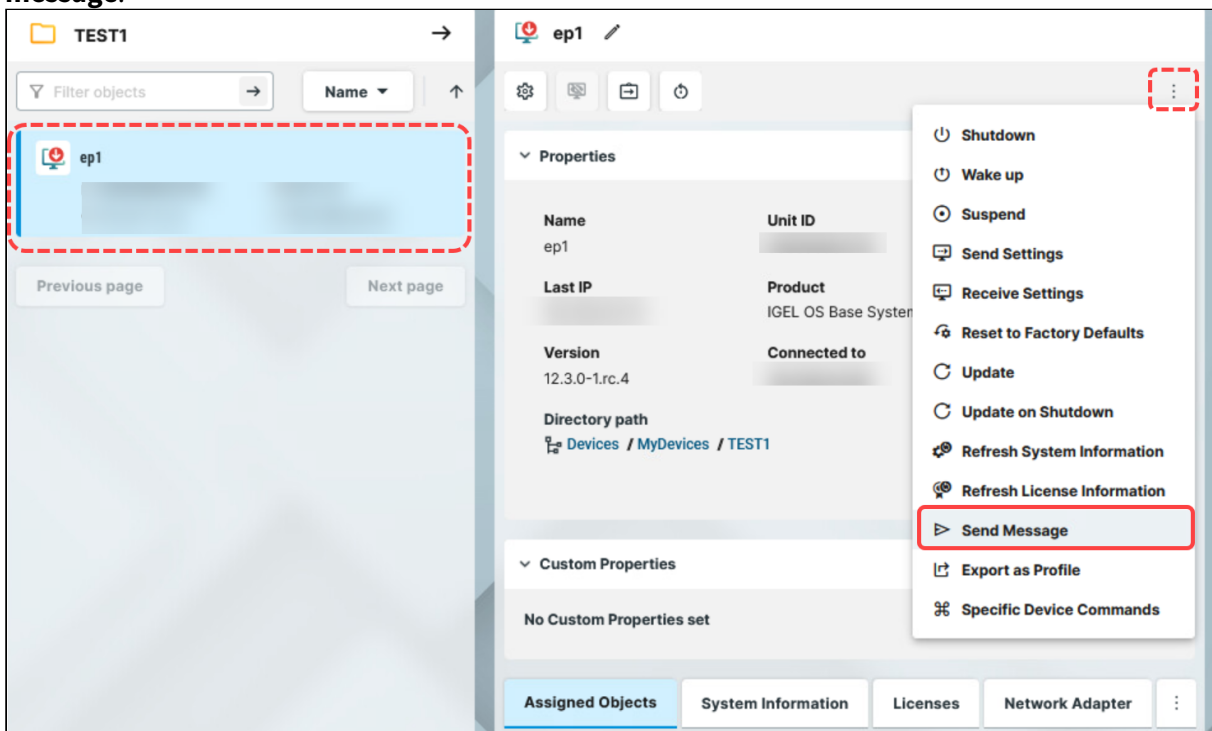 message.
TEST1
ep1
Filter objects
Name
ep1
Previous page
Next page
Properties
Name
Unit ID
ep1
Last IP
Product
IGEL OS Base System
Version
Connected to
12.3.0-1.rc.4
Directory path
Devices / MyDevices / TEST1
Shutdown
Wake up
Suspend
Send Settings
Receive Settings
Reset to Factory Defaults
Update
Update on Shutdown
Refresh System Information
Refresh License Information
Send Message
Export as Profile
Specific Device Commands
Custom Properties
No Custom Properties set
Assigned Objects
System Information
Licenses
Network Adapter